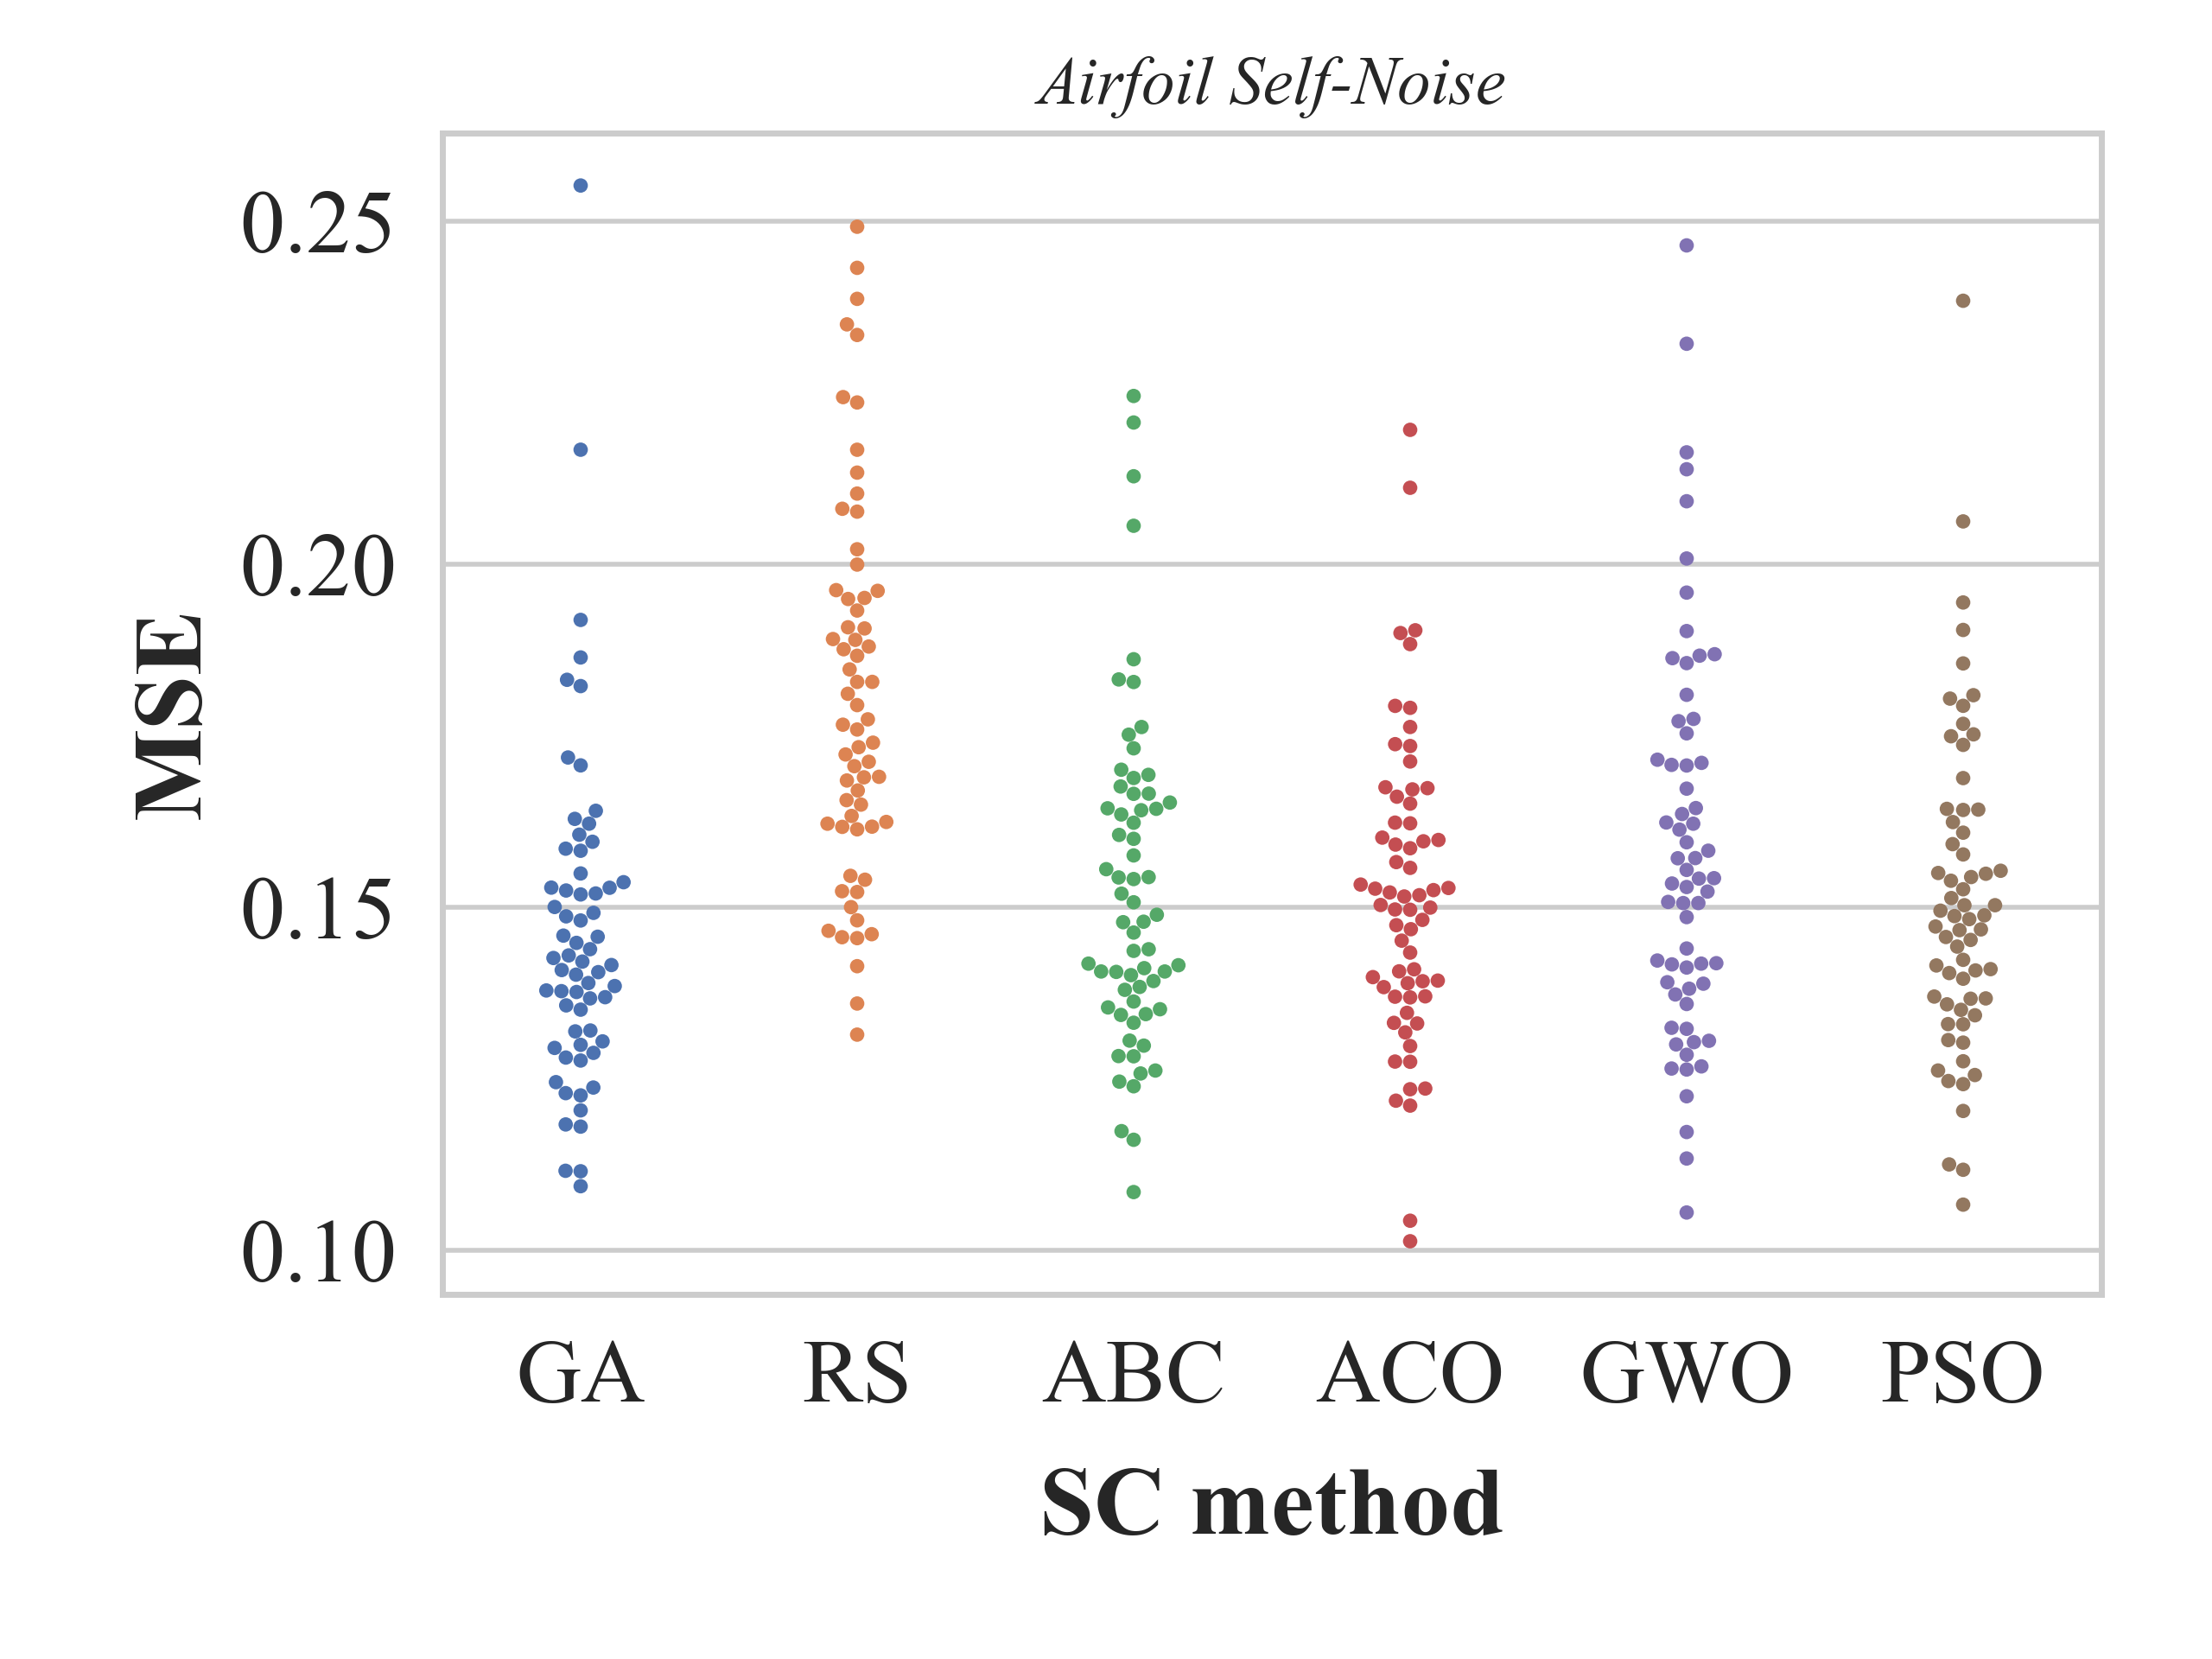 Airfoil Self-Noise
0.25
0.20
0.15
0.10
MSE
GA RS ABC ACO GWO PSO
SC method